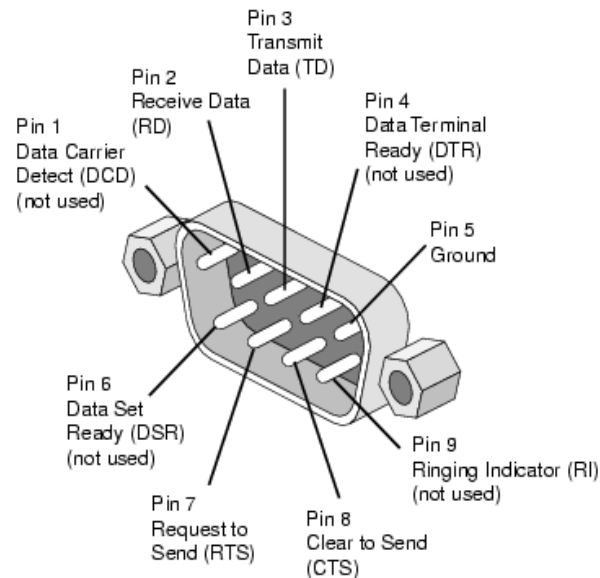 Pin 1
Data Carrier
Detect (DCD)
(not used)
Pin 2
Receive Data
(RD)
Pin 3
Transmit
Data (TD)
Pin 4
Data Terminal
Ready (DTR)
(not used)
Pin 5
Ground
Pin 6
Data Set
Ready (DSR)
(not used)
Pin 7
Request to
Send (RTS)
Pin 8
Clear to Send
(CTS)
Pin 9
Ringing Indicator (RI)
(not used)